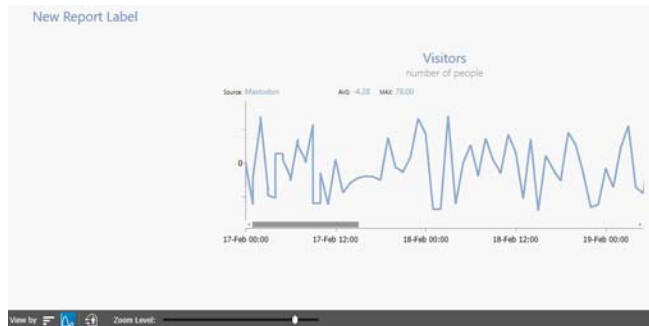 New Report Label
Visitors
number of people
Source: Mastodon AVG: -4.28 MAX: 78.00
0
17-Feb 00:00 17-Feb 12:00 18-Feb 00:00 18-Feb 12:00 19-Feb 00:00
View by Zoom Level: